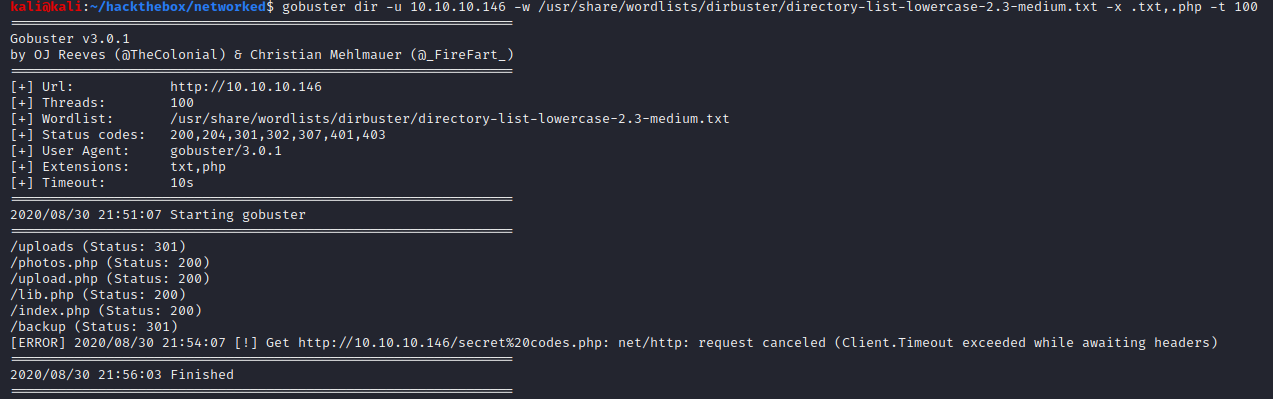 kali@kali:~/hackthebox/networked$ gobuster dir -u 10.10.10.146 -w /usr/share/wordlists/dirbuster/directory-list-lowercase-2.3-medium.txt -x .txt,.php -t 100
===============================================================
Gobuster v3.0.1
by OJ Reeves (@TheColonial) & Christian Mehlmauer (@_FireFart_)
===============================================================
[+] Url:            http://10.10.10.146
[+] Threads:        100
[+] Wordlist:       /usr/share/wordlists/dirbuster/directory-list-lowercase-2.3-medium.txt
[+] Status codes:   200,204,301,302,307,401,403
[+] User Agent:     gobuster/3.0.1
[+] Extensions:     txt,php
[+] Timeout:        10s
===============================================================
2020/08/30 21:51:07 Starting gobuster
===============================================================
/uploads (Status: 301)
/photos.php (Status: 200)
/upload.php (Status: 200)
/lib.php (Status: 200)
/index.php (Status: 200)
/backup (Status: 301)
[ERROR] 2020/08/30 21:54:07 [!] Get http://10.10.10.146/secret%20codes.php: net/http: request canceled (Client.Timeout exceeded while awaiting headers)
===============================================================
2020/08/30 21:56:03 Finished
===============================================================